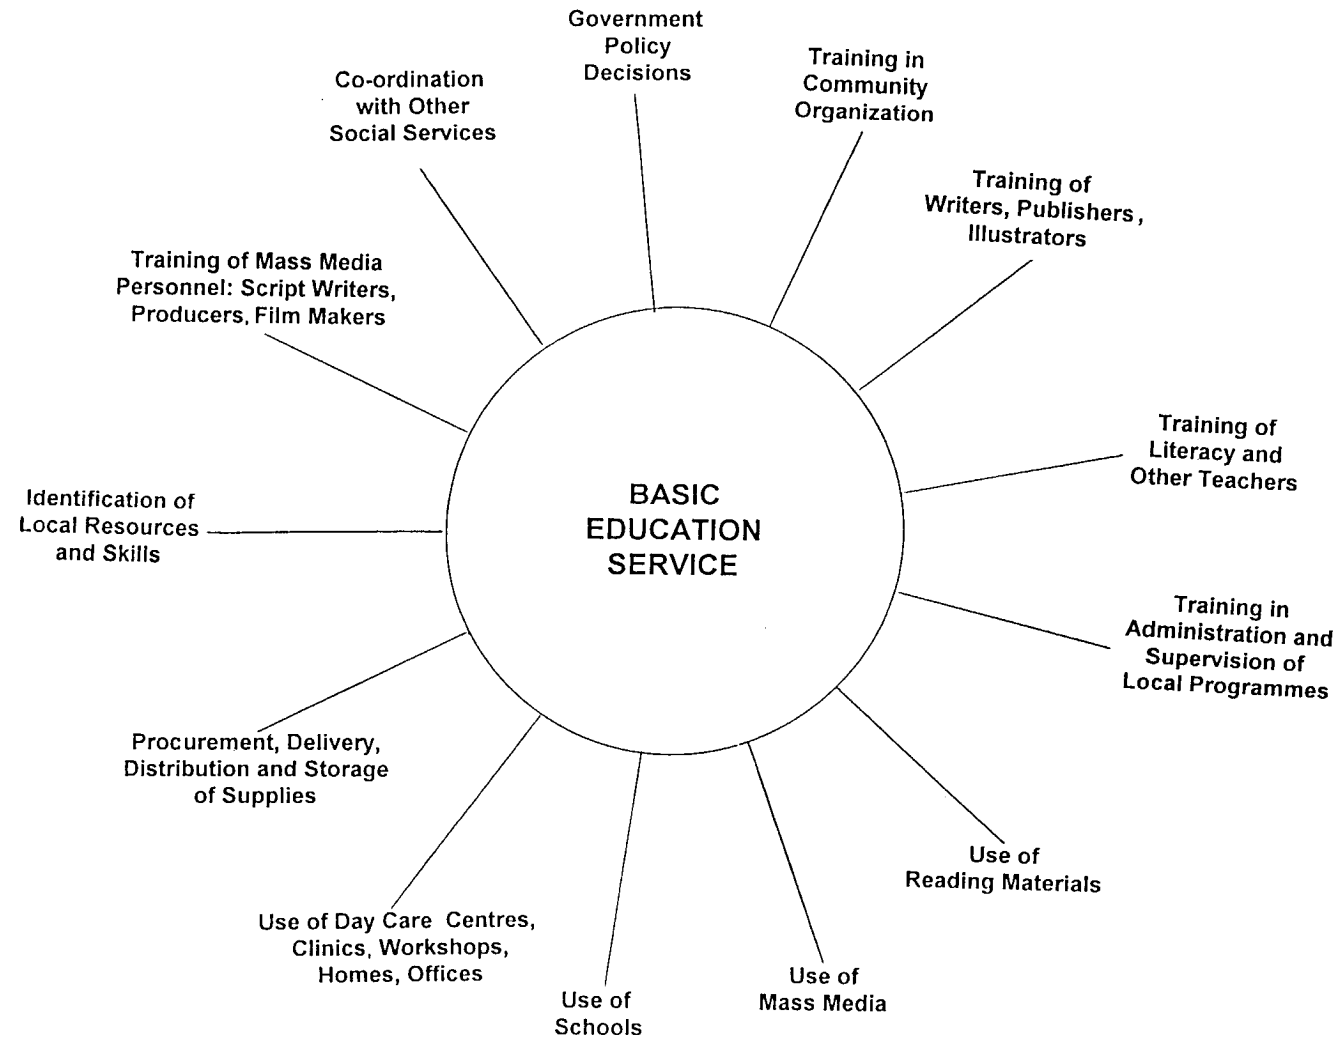 Government
Policy
Decisions
Training in
Community
Organization
Training of
Writers, Publishers,
Illustrators
Training of
Literacy and
Other Teachers
Training in
Administration and
Supervision of
Local Programmes
Use of
Reading Materials
Use of
Mass Media
Use of
Schools
Use of Day Care Centres,
Clinics, Workshops,
Homes, Offices
Procurement, Delivery,
Distribution and Storage
of Supplies
Identification of
Local Resources
and Skills
Training of Mass Media
Personnel: Script Writers,
Producers, Film Makers
Co-ordination
with Other
Social Services
BASIC
EDUCATION
SERVICE